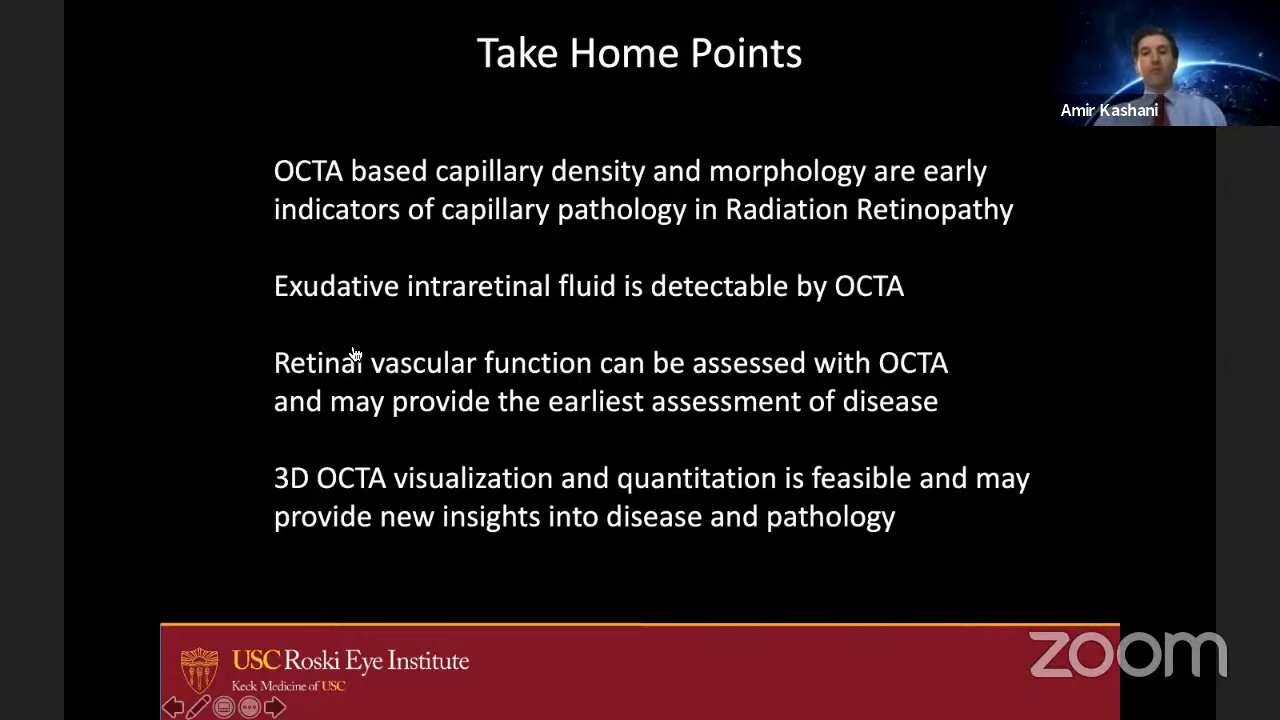 Take Home Points
Amir Kashani
OCTA based capillary density and morphology are early
indicators of capillary pathology in Radiation Retinopathy
Exudative intraretinal fluid is detectable by OCTA
Retinal vascular function can be assessed with OCTA
and may provide the earliest assessment of disease
3D OCTA visualization and quantitation is feasible and may
provide new insights into disease and pathology
USC Roski Eye Institute
Keck Medicine of USC
zoom